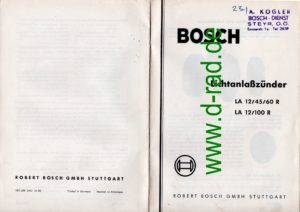 ROBERT BOSCH GMBH STUTTGART
A. KÖGLER
BOSCH-DIENST
STEYR, O.Ö.
BOSCH
Lichtanlaßzünder
LA 12/45/60 R
LA 12/100 R
www.d-rad.de
ROBERT BOSCH GMBH STUTTGART